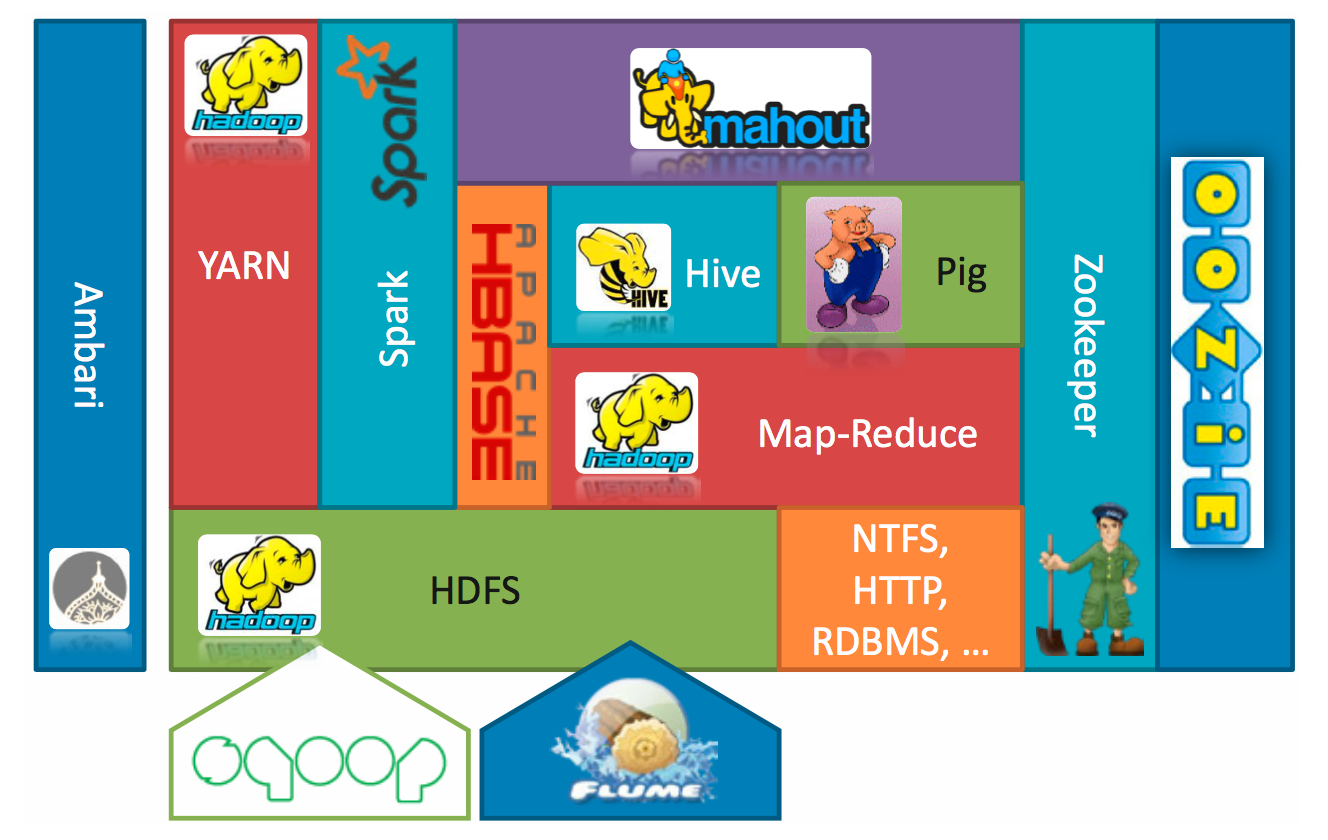 Ambari
hadoop
YARN
Spark
Spark
mahout
APACHE
HBASE
HIVE
Hive
Pig
hadoop
Map-Reduce
hadoop
HDFS
NTFS,
HTTP,
RDBMS, ...
Zookeeper
OOZiE
sqoop
FLUME